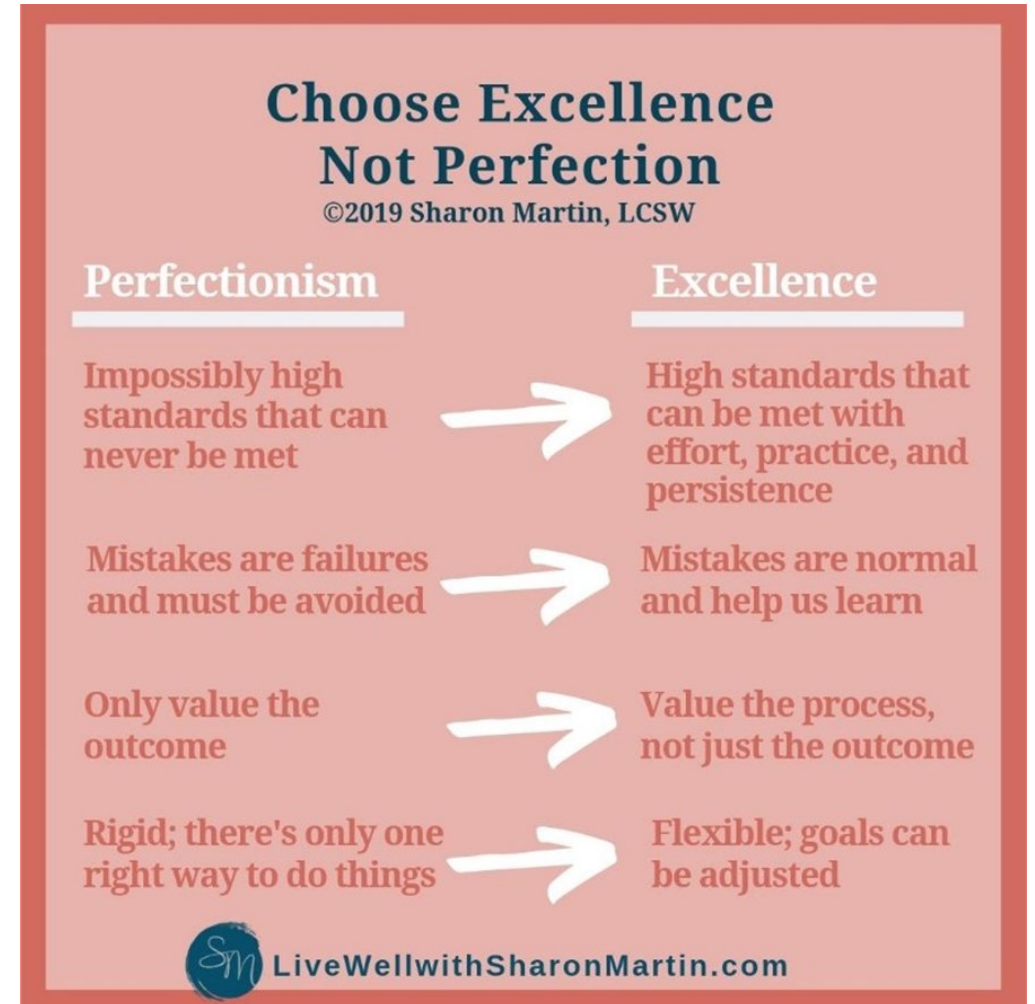 Choose Excellence
Not Perfection
©2019 Sharon Martin, LCSW
Perfectionism
Excellence
Impossibly high
standards that can
never be met
High standards that
can be met with
effort, practice, and
persistence
Mistakes are failures
and must be avoided
Mistakes are normal
and help us learn
Only value the
outcome
Value the process,
not just the outcome
Rigid; there's only one
right way to do things
Flexible; goals can
be adjusted
SM
LiveWellwithSharonMartin.com